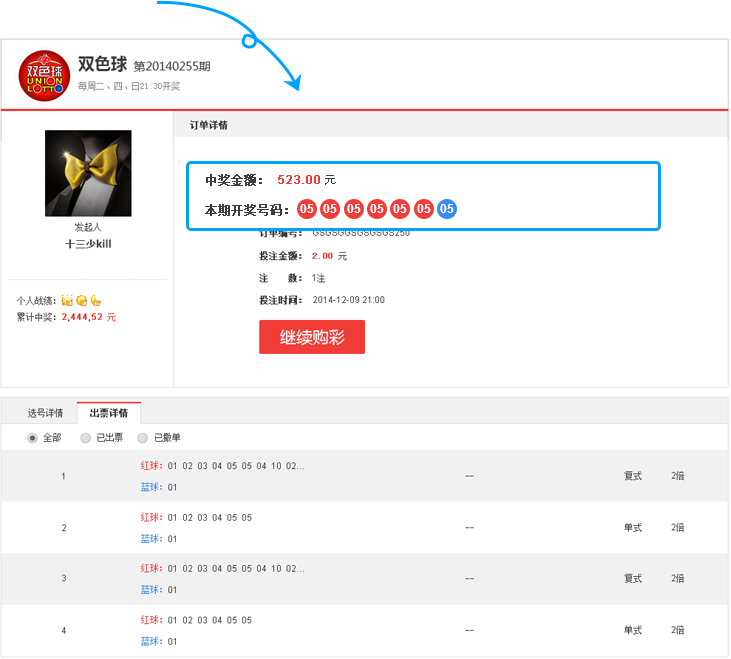 双色球 第20140255期
双色球
UNION
LOTTO
每周二、四、日21:30开奖
订单详情
中奖金额： 523.00 元
本期开奖号码： 05 05 05 05 05 05 05
订单编号： GSGSGGSGSGSGS250
投注金额： 2.00 元
注 数： 1注
投注时间： 2014-12-09 21:00
继续购彩
发起人
十三少kill
个人战绩：
累计中奖：2,444,52 元
选号详情 出票详情
全部 已出票 已撤单
1 红球：01 02 03 04 05 05 04 10 02... -- 复式 2倍
蓝球：01
2 红球：01 02 03 04 05 05 -- 单式 2倍
蓝球：01
3 红球：01 02 03 04 05 05 04 10 02... -- 复式 2倍
蓝球：01
4 红球：01 02 03 04 05 05 -- 单式 2倍
蓝球：01